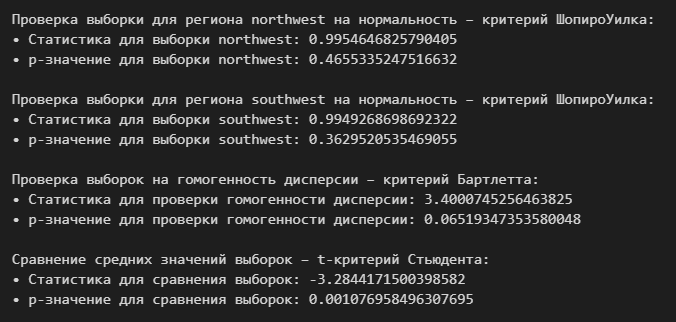 Проверка выборки для региона northwest на нормальность – критерий ШопироУилка:
• Статистика для выборки northwest: 0.9954646825790405
• p-значение для выборки northwest: 0.4655335247516632
Проверка выборки для региона southwest на нормальность – критерий ШопироУилка:
• Статистика для выборки southwest: 0.9949268698692322
• p-значение для выборки southwest: 0.3629520535469055
Проверка выборок на гомогенность дисперсии – критерий Бартлетта:
• Статистика для проверки гомогенности дисперсии: 3.4000745256463825
• p-значение для проверки гомогенности дисперсии: 0.06519347353580048
Сравнение средних значений выборок – t-критерий Стьюдента:
• Статистика для сравнения выборок: -3.2844171500398582
• p-значение для сравнения выборок: 0.001076958496307695